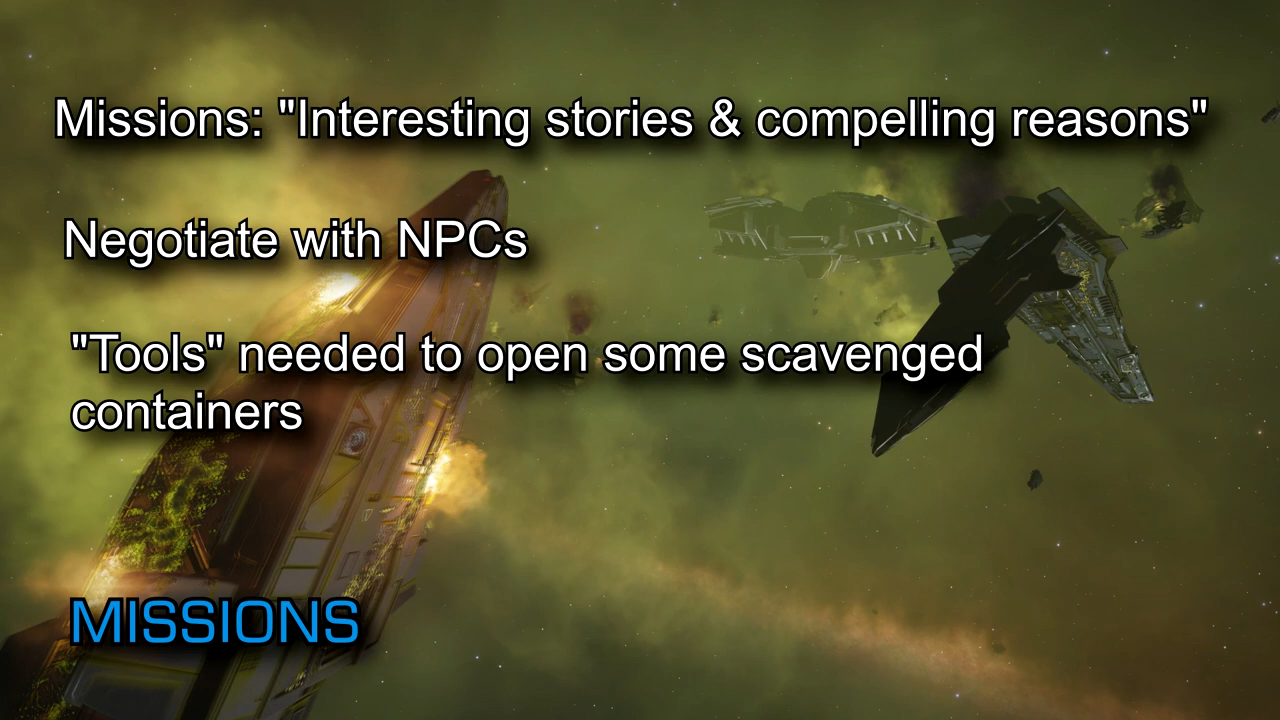 Missions: "Interesting stories & compelling reasons"
Negotiate with NPCs
"Tools" needed to open some scavenged
containers
MISSIONS